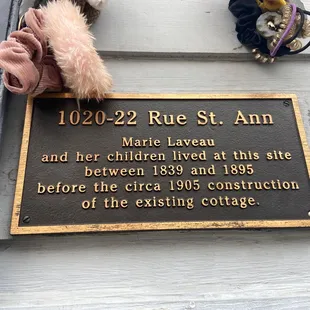 1020-22 Rue St. Ann
Marie Laveau
and her children lived at this site
between 1839 and 1895
before the circa 1905 construction
of the existing cottage.